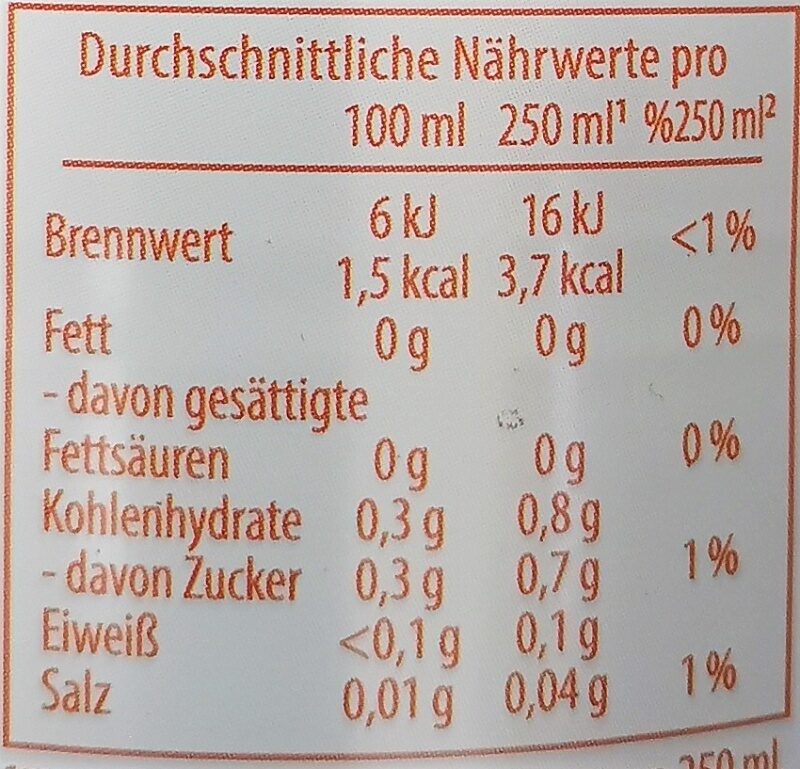 Durchschnittliche Nährwerte pro
100 ml 250 ml¹ %250 ml²
Brennwert 6 kJ 16 kJ <1%
1,5 kcal 3,7 kcal
Fett 0 g 0 g 0%
- davon gesättigte
Fettsäuren 0 g 0 g 0%
Kohlenhydrate 0,3 g 0,8 g
- davon Zucker 0,3 g 0,7 g 1%
Eiweiß <0,1 g 0,1 g
Salz 0,01 g 0,04 g 1%
250 ml